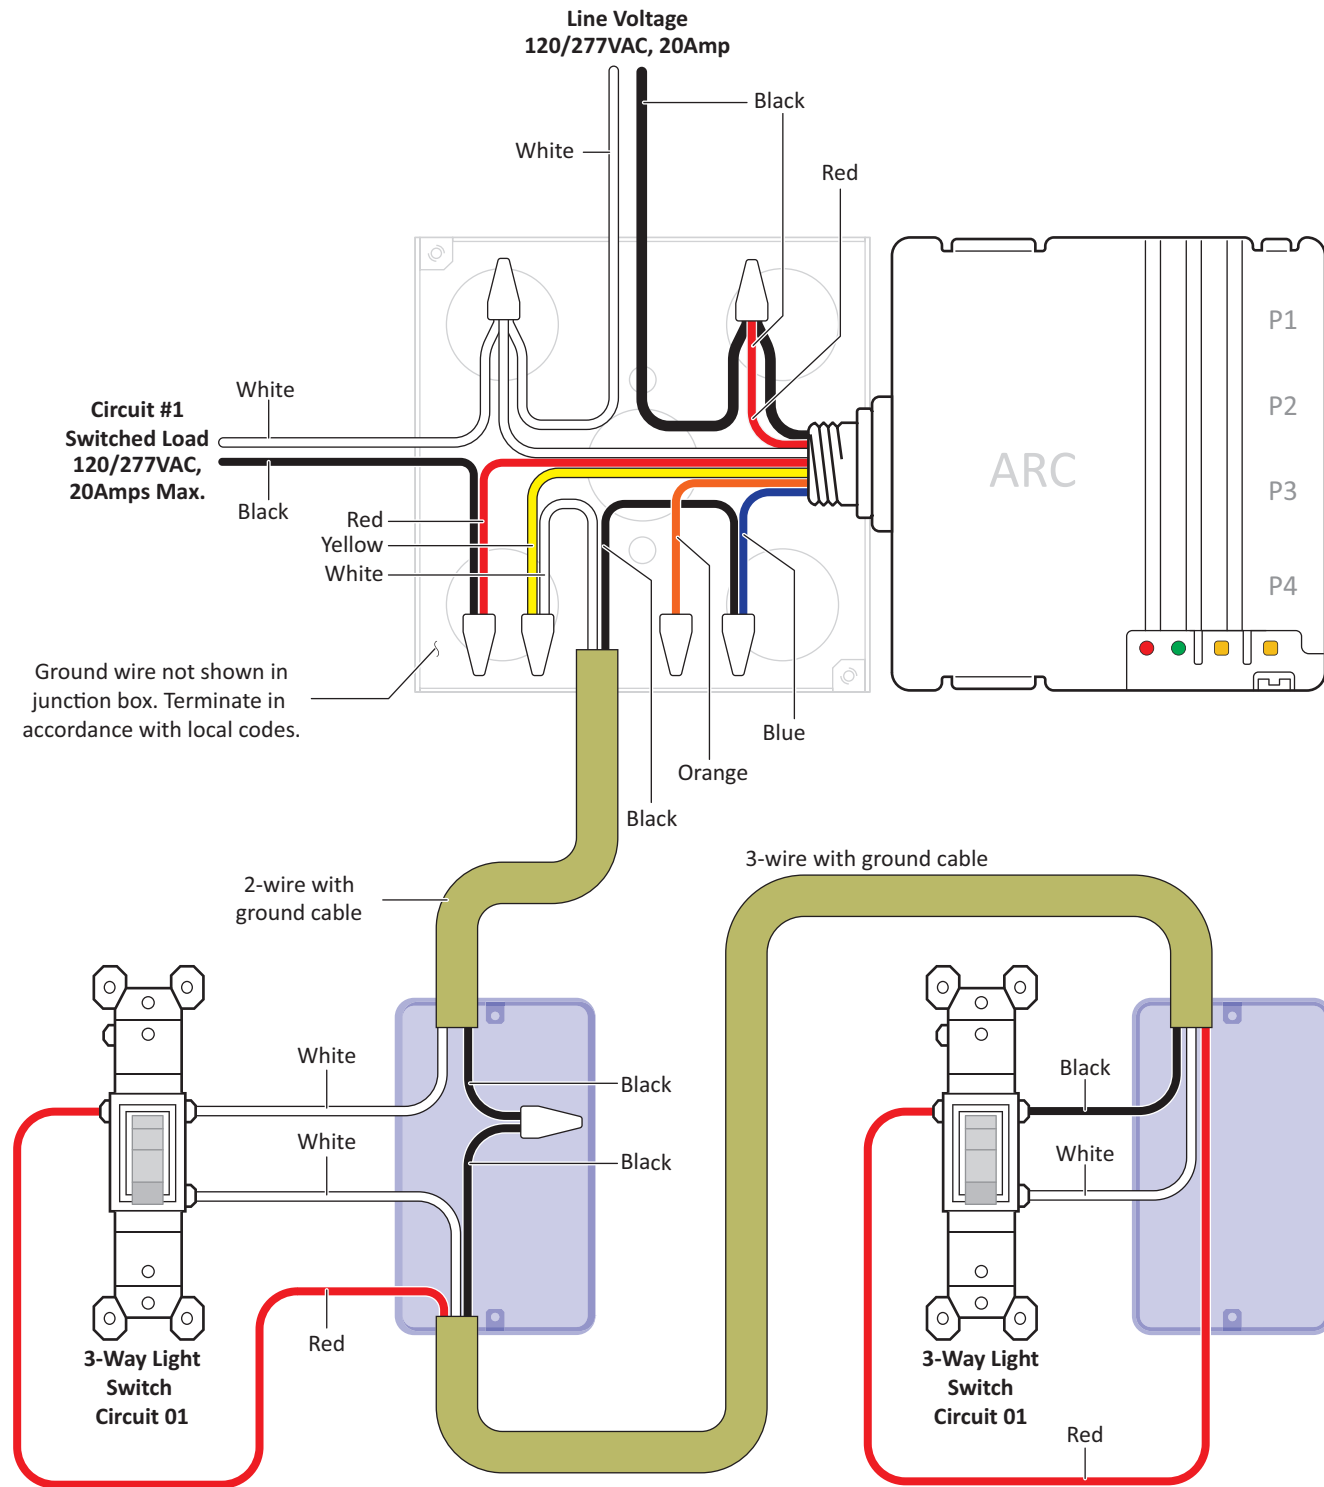 Line Voltage
120/277VAC, 20Amp
Black
White
Red
P1
P2
ARC
P3
P4
White
Circuit #1
Switched Load
120/277VAC,
20Amps Max.
Black
Red
Yellow
White
Ground wire not shown in
junction box. Terminate in
accordance with local codes.
Blue
Orange
Black
3-wire with ground cable
2-wire with
ground cable
White
Black
White
Black
Red
3-Way Light
Switch
Circuit 01
Black
White
3-Way Light
Switch
Circuit 01
Red